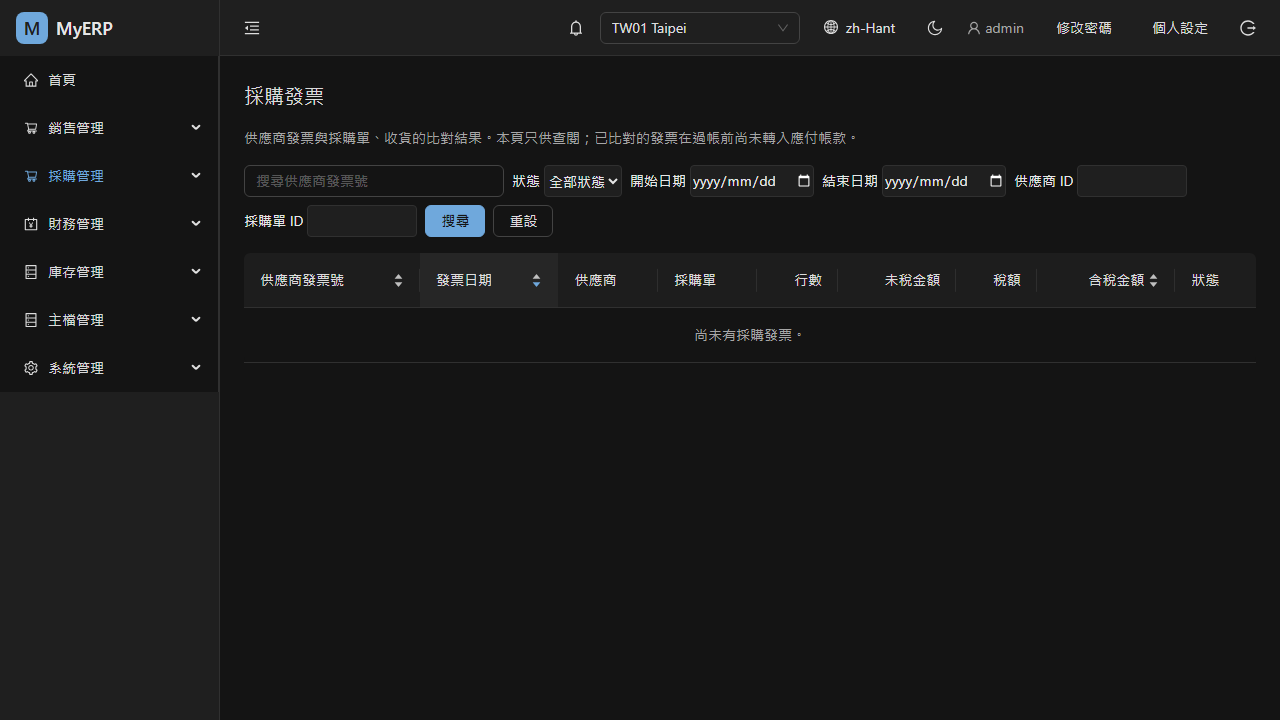 M MyERP
TW01 Taipei
zh-Hant
admin
修改密碼
個人設定
首頁
銷售管理
採購管理
財務管理
庫存管理
主檔管理
系統管理
採購發票
供應商發票與採購單、收貨的比對結果。本頁只供查閱；已比對的發票在過帳前尚未轉入應付帳款。
搜尋供應商發票號 狀態 全部狀態 開始日期 yyyy/mm/dd 結束日期 yyyy/mm/dd 供應商 ID
採購單 ID 搜尋 重設
供應商發票號 發票日期 供應商 採購單 行數 未稅金額 稅額 含稅金額 狀態
尚未有採購發票。